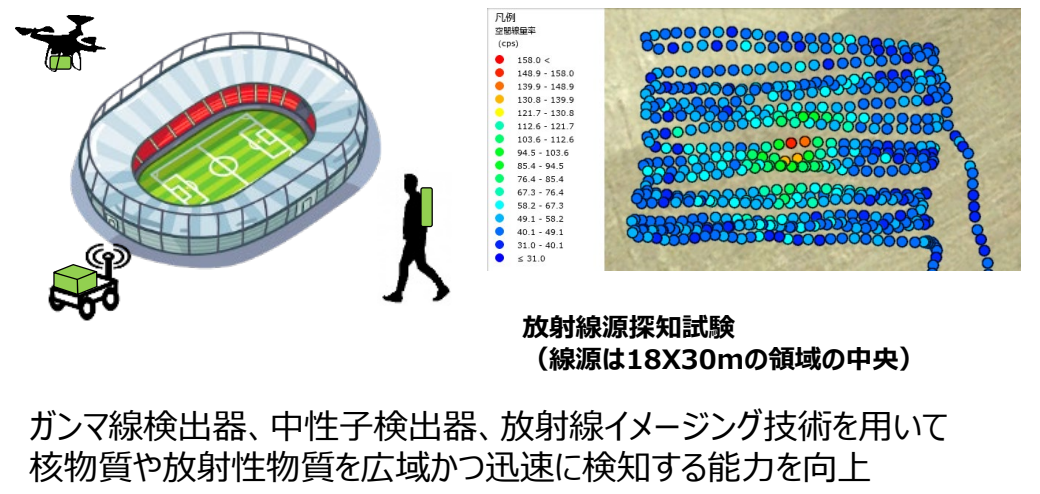 凡例
空間線量率
(cps)
158.0 <
148.9 - 158.0
139.9 - 148.9
130.8 - 139.9
121.7 - 130.8
112.6 - 121.7
103.6 - 112.6
94.5 - 103.6
85.4 - 94.5
76.4 - 85.4
67.3 - 76.4
58.2 - 67.3
49.1 - 58.2
40.1 - 49.1
31.0 - 40.1
≤ 31.0
放射線源探知試験
（線源は18X30mの領域の中央）
ガンマ線検出器、中性子検出器、放射線イメージング技術を用いて
核物質や放射性物質を広域かつ迅速に検知する能力を向上